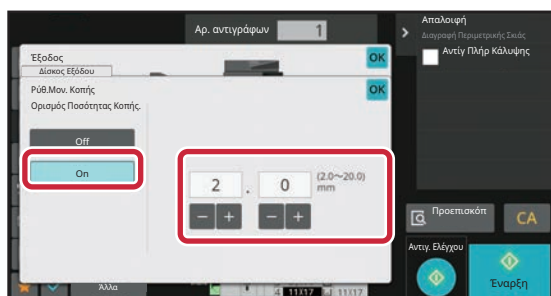 Αρ. αντιγράφων 1
Απαλοιφή
Διαγραφή Περιμετρικής Σκιάς
Αντίγ Πλήρ Κάλυψης
Έξοδος
OK
Δίσκος Εξόδου
Ρύθ.Μον. Κοπής
OK
Ορισμός Ποσότητας Κοπής.
Off
On
2 . 0 (2.0～20.0)
mm
− + − +
Προεπισκόπ
CA
Αντιγ. Ελέγχου
Έναρξη
Άλλα
4 11X17 11X17